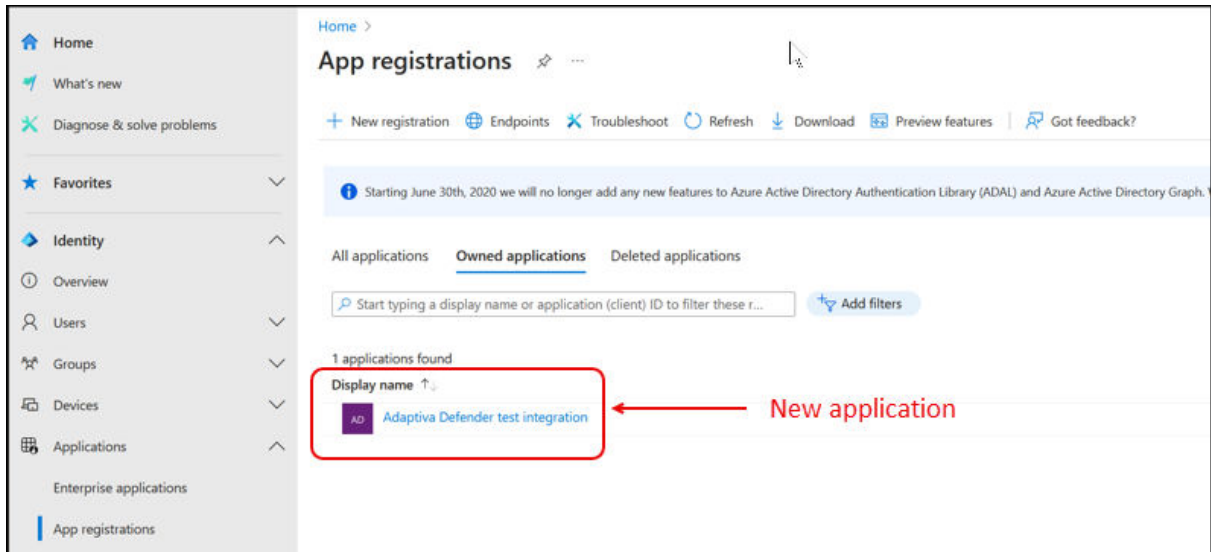 Home
What's new
Diagnose & solve problems
Favorites
Identity
Overview
Users
Groups
Devices
Applications
Enterprise applications
App registrations
Home >
App registrations
New registration Endpoints Troubleshoot Refresh Download Preview features Got feedback?
Starting June 30th, 2020 we will no longer add any new features to Azure Active Directory Authentication Library (ADAL) and Azure Active Directory Graph.
All applications Owned applications Deleted applications
Start typing a display name or application (client) ID to filter these r... Add filters
1 applications found
Display name
AD Adaptiva Defender test integration
New application